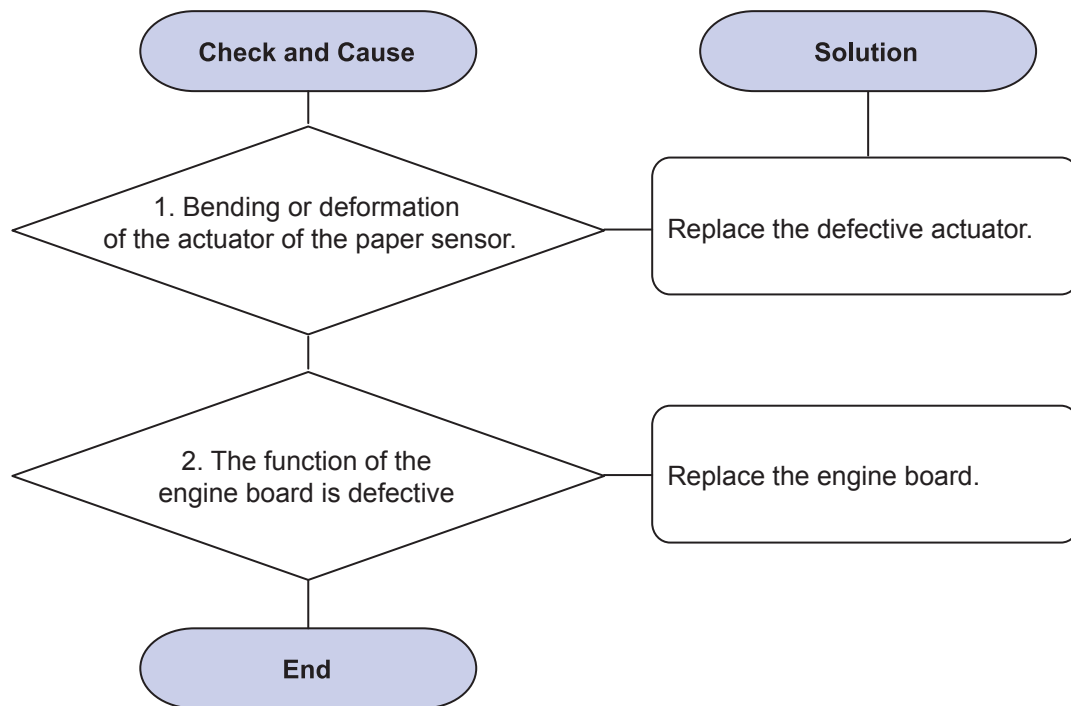 Check and Cause
Solution
1. Bending or deformation
of the actuator of the paper sensor.
Replace the defective actuator.
2. The function of the
engine board is defective
Replace the engine board.
End